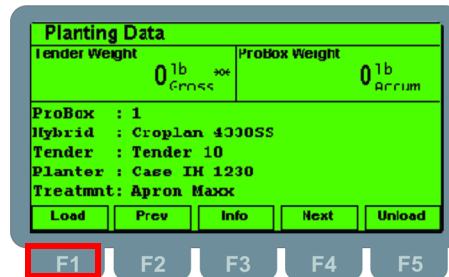 Planting Data
Tender Weight ProBox Weight
0 lb Gross 0 lb Accum
ProBox : 1
Hybrid : Croplan 4330SS
Tender : Tender 10
Planter : Case IH 1230
Treatmnt: Apron Maxx
Load Prev Info Next Unload
F1 F2 F3 F4 F5